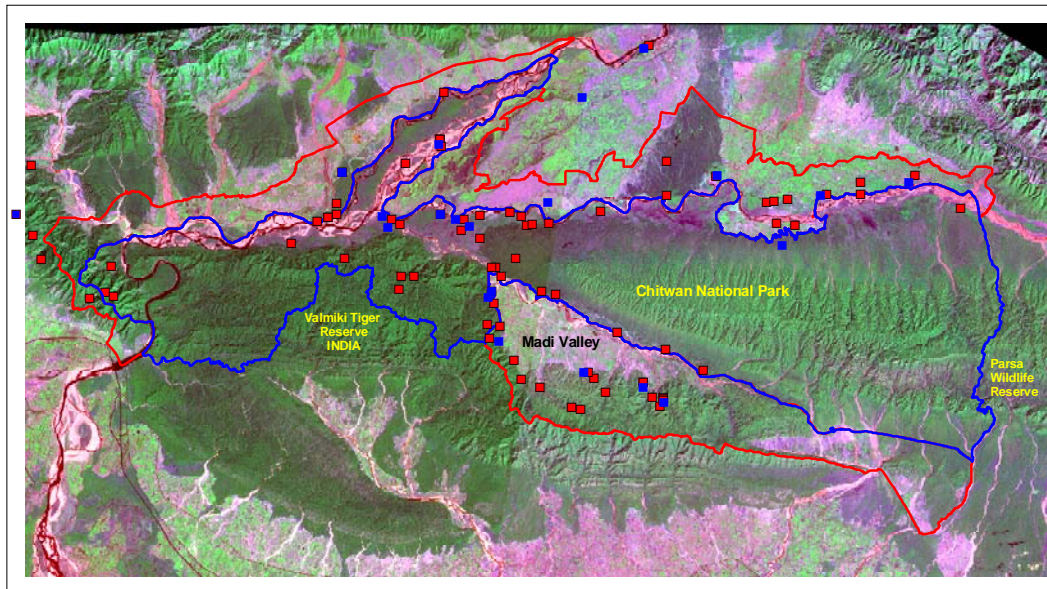 Chitwan National Park
Valmiki Tiger
Reserve
INDIA
Madi Valley
Parsa
Wildlife
Reserve